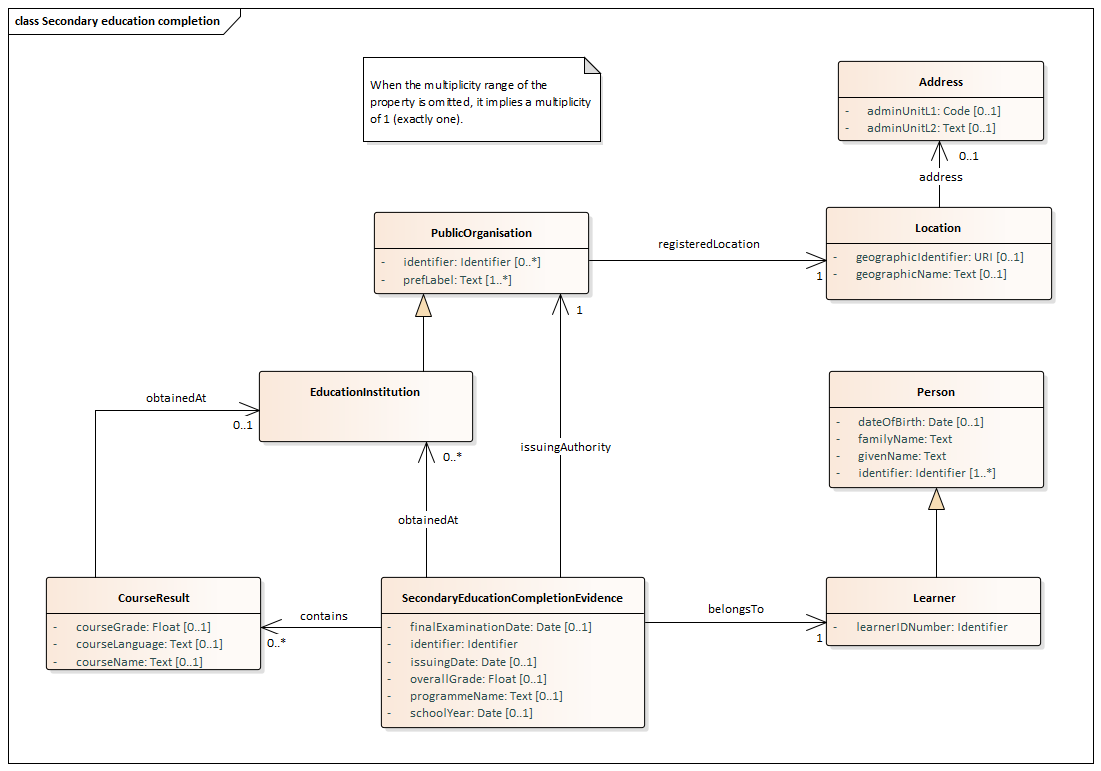 class Secondary education completion
When the multiplicity range of the
property is omitted, it implies a multiplicity
of 1 (exactly one).
Address
- adminUnitL1: Code [0..1]
- adminUnitL2: Text [0..1]
0..1
address
PublicOrganisation
- identifier: Identifier [0..*]
- prefLabel: Text [1..*]
registeredLocation
1
Location
- geographicIdentifier: URI [0..1]
- geographicName: Text [0..1]
1
EducationInstitution
obtainedAt
0..1
0..*
issuingAuthority
obtainedAt
Person
- dateOfBirth: Date [0..1]
- familyName: Text
- givenName: Text
- identifier: Identifier [1..*]
CourseResult
- courseGrade: Float [0..1]
- courseLanguage: Text [0..1]
- courseName: Text [0..1]
contains
0..*
SecondaryEducationCompletionEvidence
- finalExaminationDate: Date [0..1]
- identifier: Identifier
- issuingDate: Date [0..1]
- overallGrade: Float [0..1]
- programmeName: Text [0..1]
- schoolYear: Date [0..1]
belongsTo
1
Learner
- learnerIDNumber: Identifier